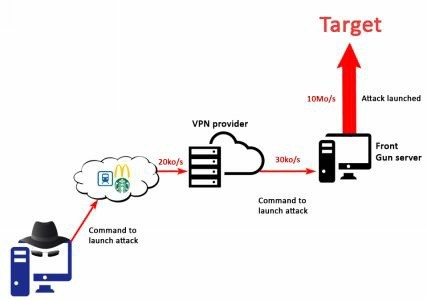 Target
10Mo/s
Attack launched
VPN provider
Front
Gun server
20ko/s
30ko/s
Command to
launch attack
Command to
launch attack